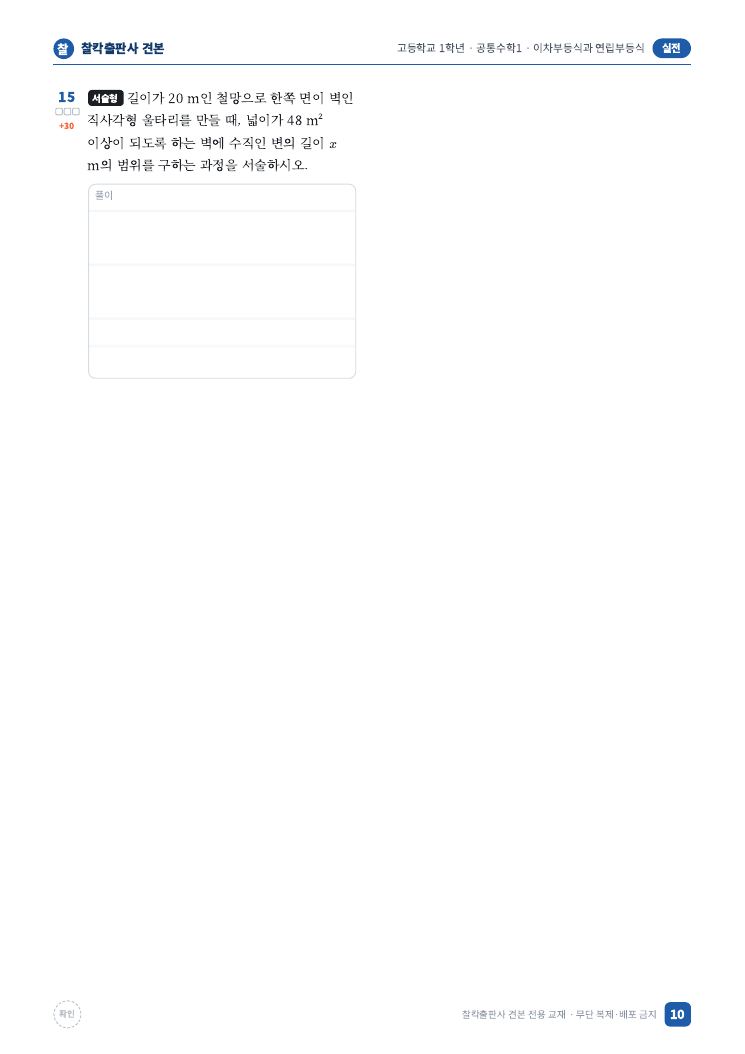 찰 찰칵출판사 견본
고등학교 1학년 · 공통수학1 · 이차부등식과 연립부등식 실전
15 서술형 길이가 20 m인 철망으로 한쪽 면이 벽인
+30 직사각형 울타리를 만들 때, 넓이가 48 m²
이상이 되도록 하는 벽에 수직인 변의 길이 x
m의 범위를 구하는 과정을 서술하시오.
풀이
확인
찰칵출판사 견본 전용 교재 · 무단 복제·배포 금지 10